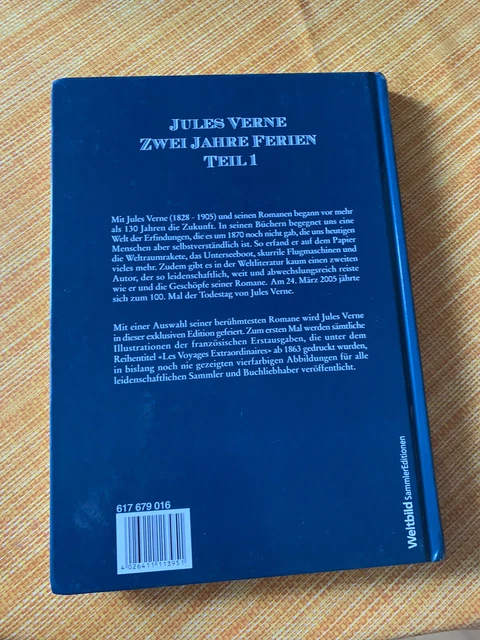 JULES VERNE
ZWEI JAHRE FERIEN
TEIL 1
Mit Jules Verne (1828 - 1905) und seinen Romanen begann vor mehr
als 130 Jahren die Zukunft. In seinen Büchern begegnet uns eine
Welt der Erfindungen, die es um 1870 noch nicht gab, die uns heutigen
Menschen aber selbstverständlich ist. So erfand er auf dem Papier
die Weltraumrakete, das Unterseeboot, skurrile Flugmaschinen und
vieles mehr. Zudem gibt es in der Weltliteratur kaum einen zweiten
Autor, der so leidenschaftlich, weit und abwechslungsreich reiste
wie er und die Geschöpfe seiner Romane. Am 24. März 2005 jährte
sich zum 100. Mal der Todestag von Jules Verne.
Mit einer Auswahl seiner berühmtesten Romane wird Jules Verne
in dieser exklusiven Edition gefeiert. Zum ersten Mal werden sämtliche
Illustrationen der französischen Erstausgaben, die unter dem
Reihentitel «Les Voyages Extraordinaires» ab 1863 gedruckt wurden,
in bislang noch nie gezeigten vierfarbigen Abbildungen für alle
leidenschaftlichen Sammler und Buchliebhaber veröffentlicht.
Weltbild SammlerEditionen
617 679 016
4 026411 113951